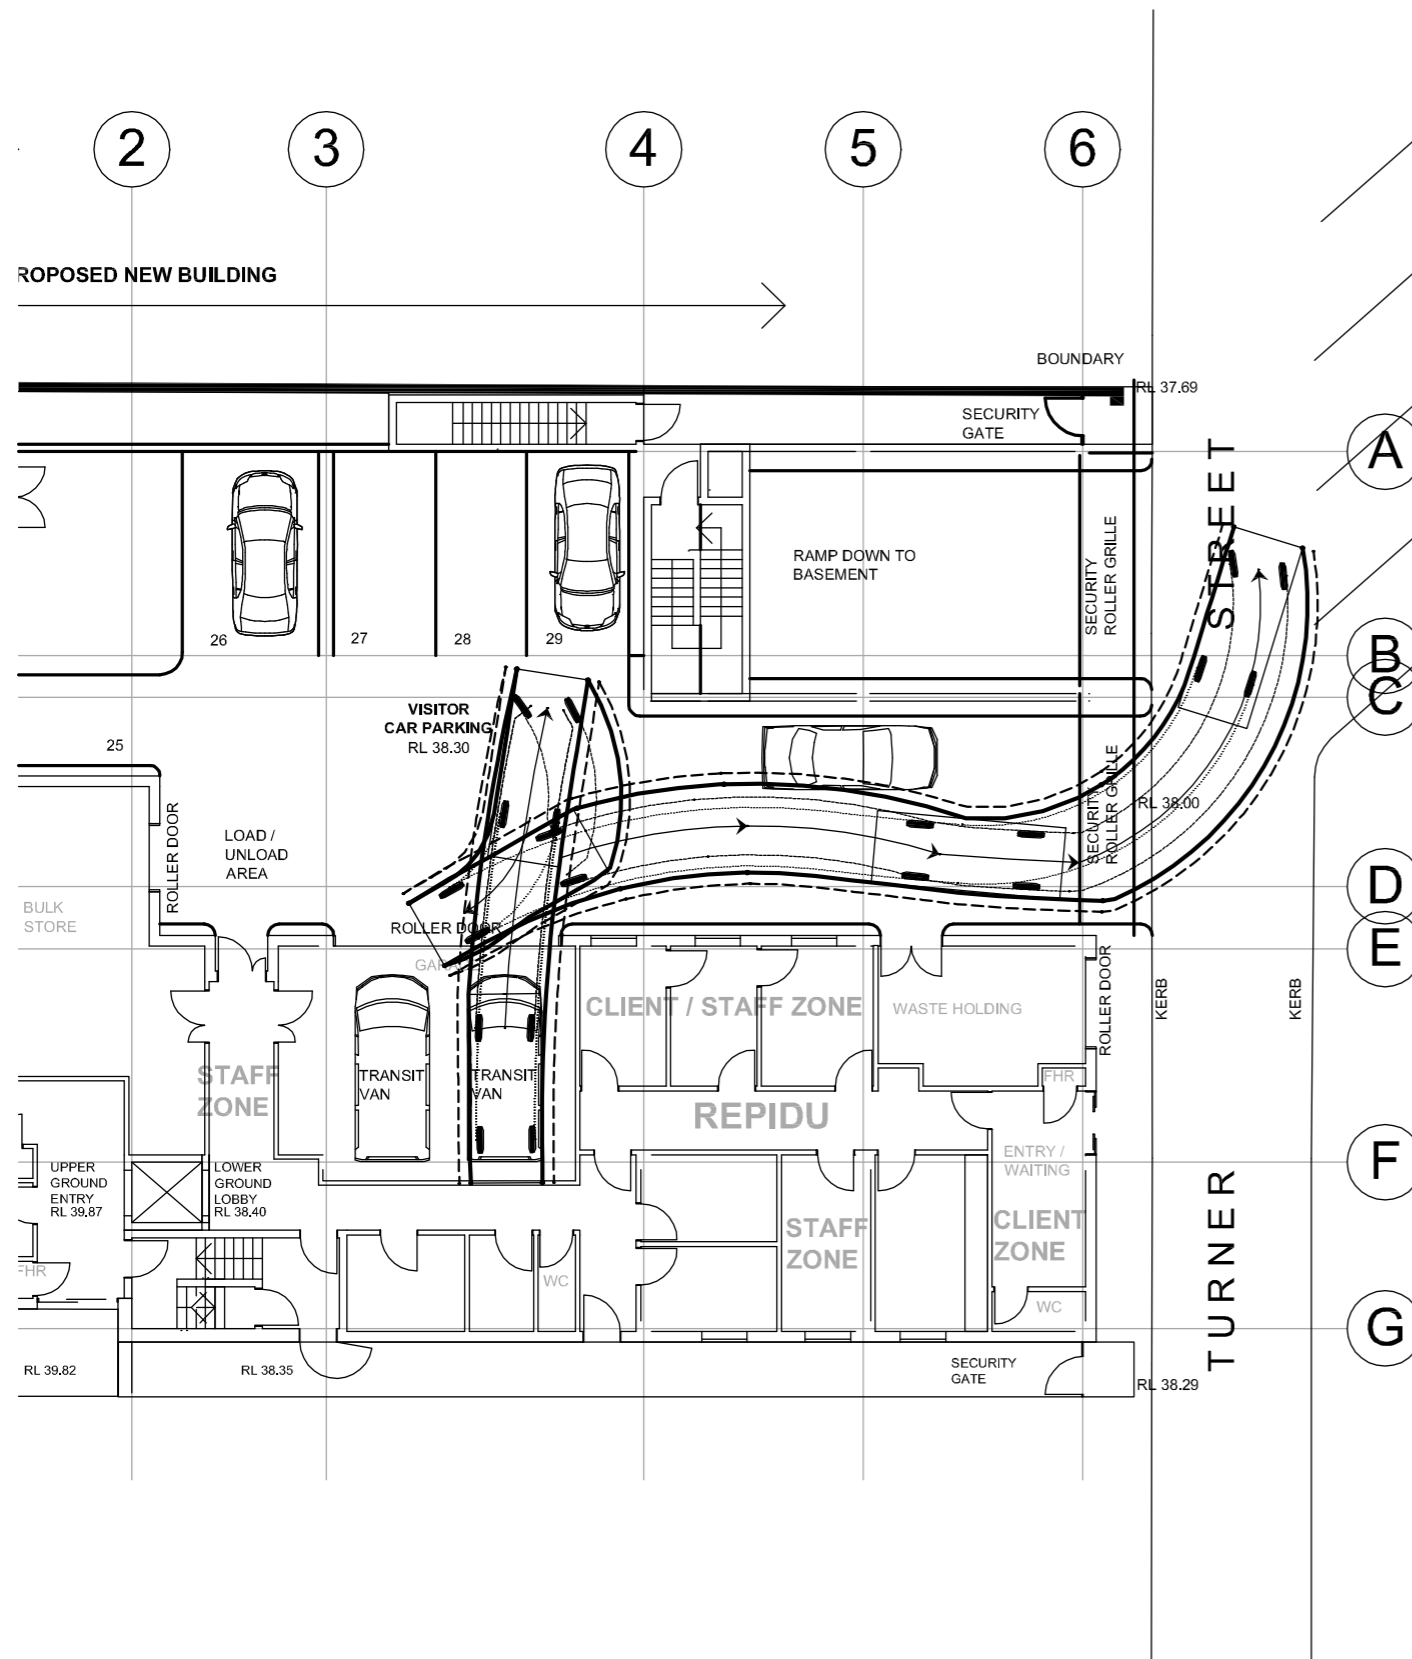 2
3
4
5
6
ROPOSED NEW BUILDING
BOUNDARY
RL 37.69
SECURITY
GATE
A
STREET
RAMP DOWN TO
BASEMENT
SECURITY
ROLLER GRILLE
26
27
28
29
B
C
VISITOR
CAR PARKING
RL 38.30
25
SECURITY
ROLLER GRILLE
RL 38.00
LOAD /
UNLOAD
AREA
ROLLER DOOR
D
BULK
STORE
ROLLER DOOR
E
CLIENT / STAFF ZONE
WASTE HOLDING
ROLLER DOOR
KERB
KERB
STAFF
ZONE
TRANSIT
VAN
TRANSIT
VAN
FHR
REPIDU
ENTRY /
WAITING
F
UPPER
GROUND
ENTRY
RL 39.87
LOWER
GROUND
LOBBY
RL 38.40
STAFF
ZONE
CLIENT
ZONE
TURNER
FHR
WC
WC
G
RL 39.82
RL 38.35
SECURITY
GATE
RL 38.29